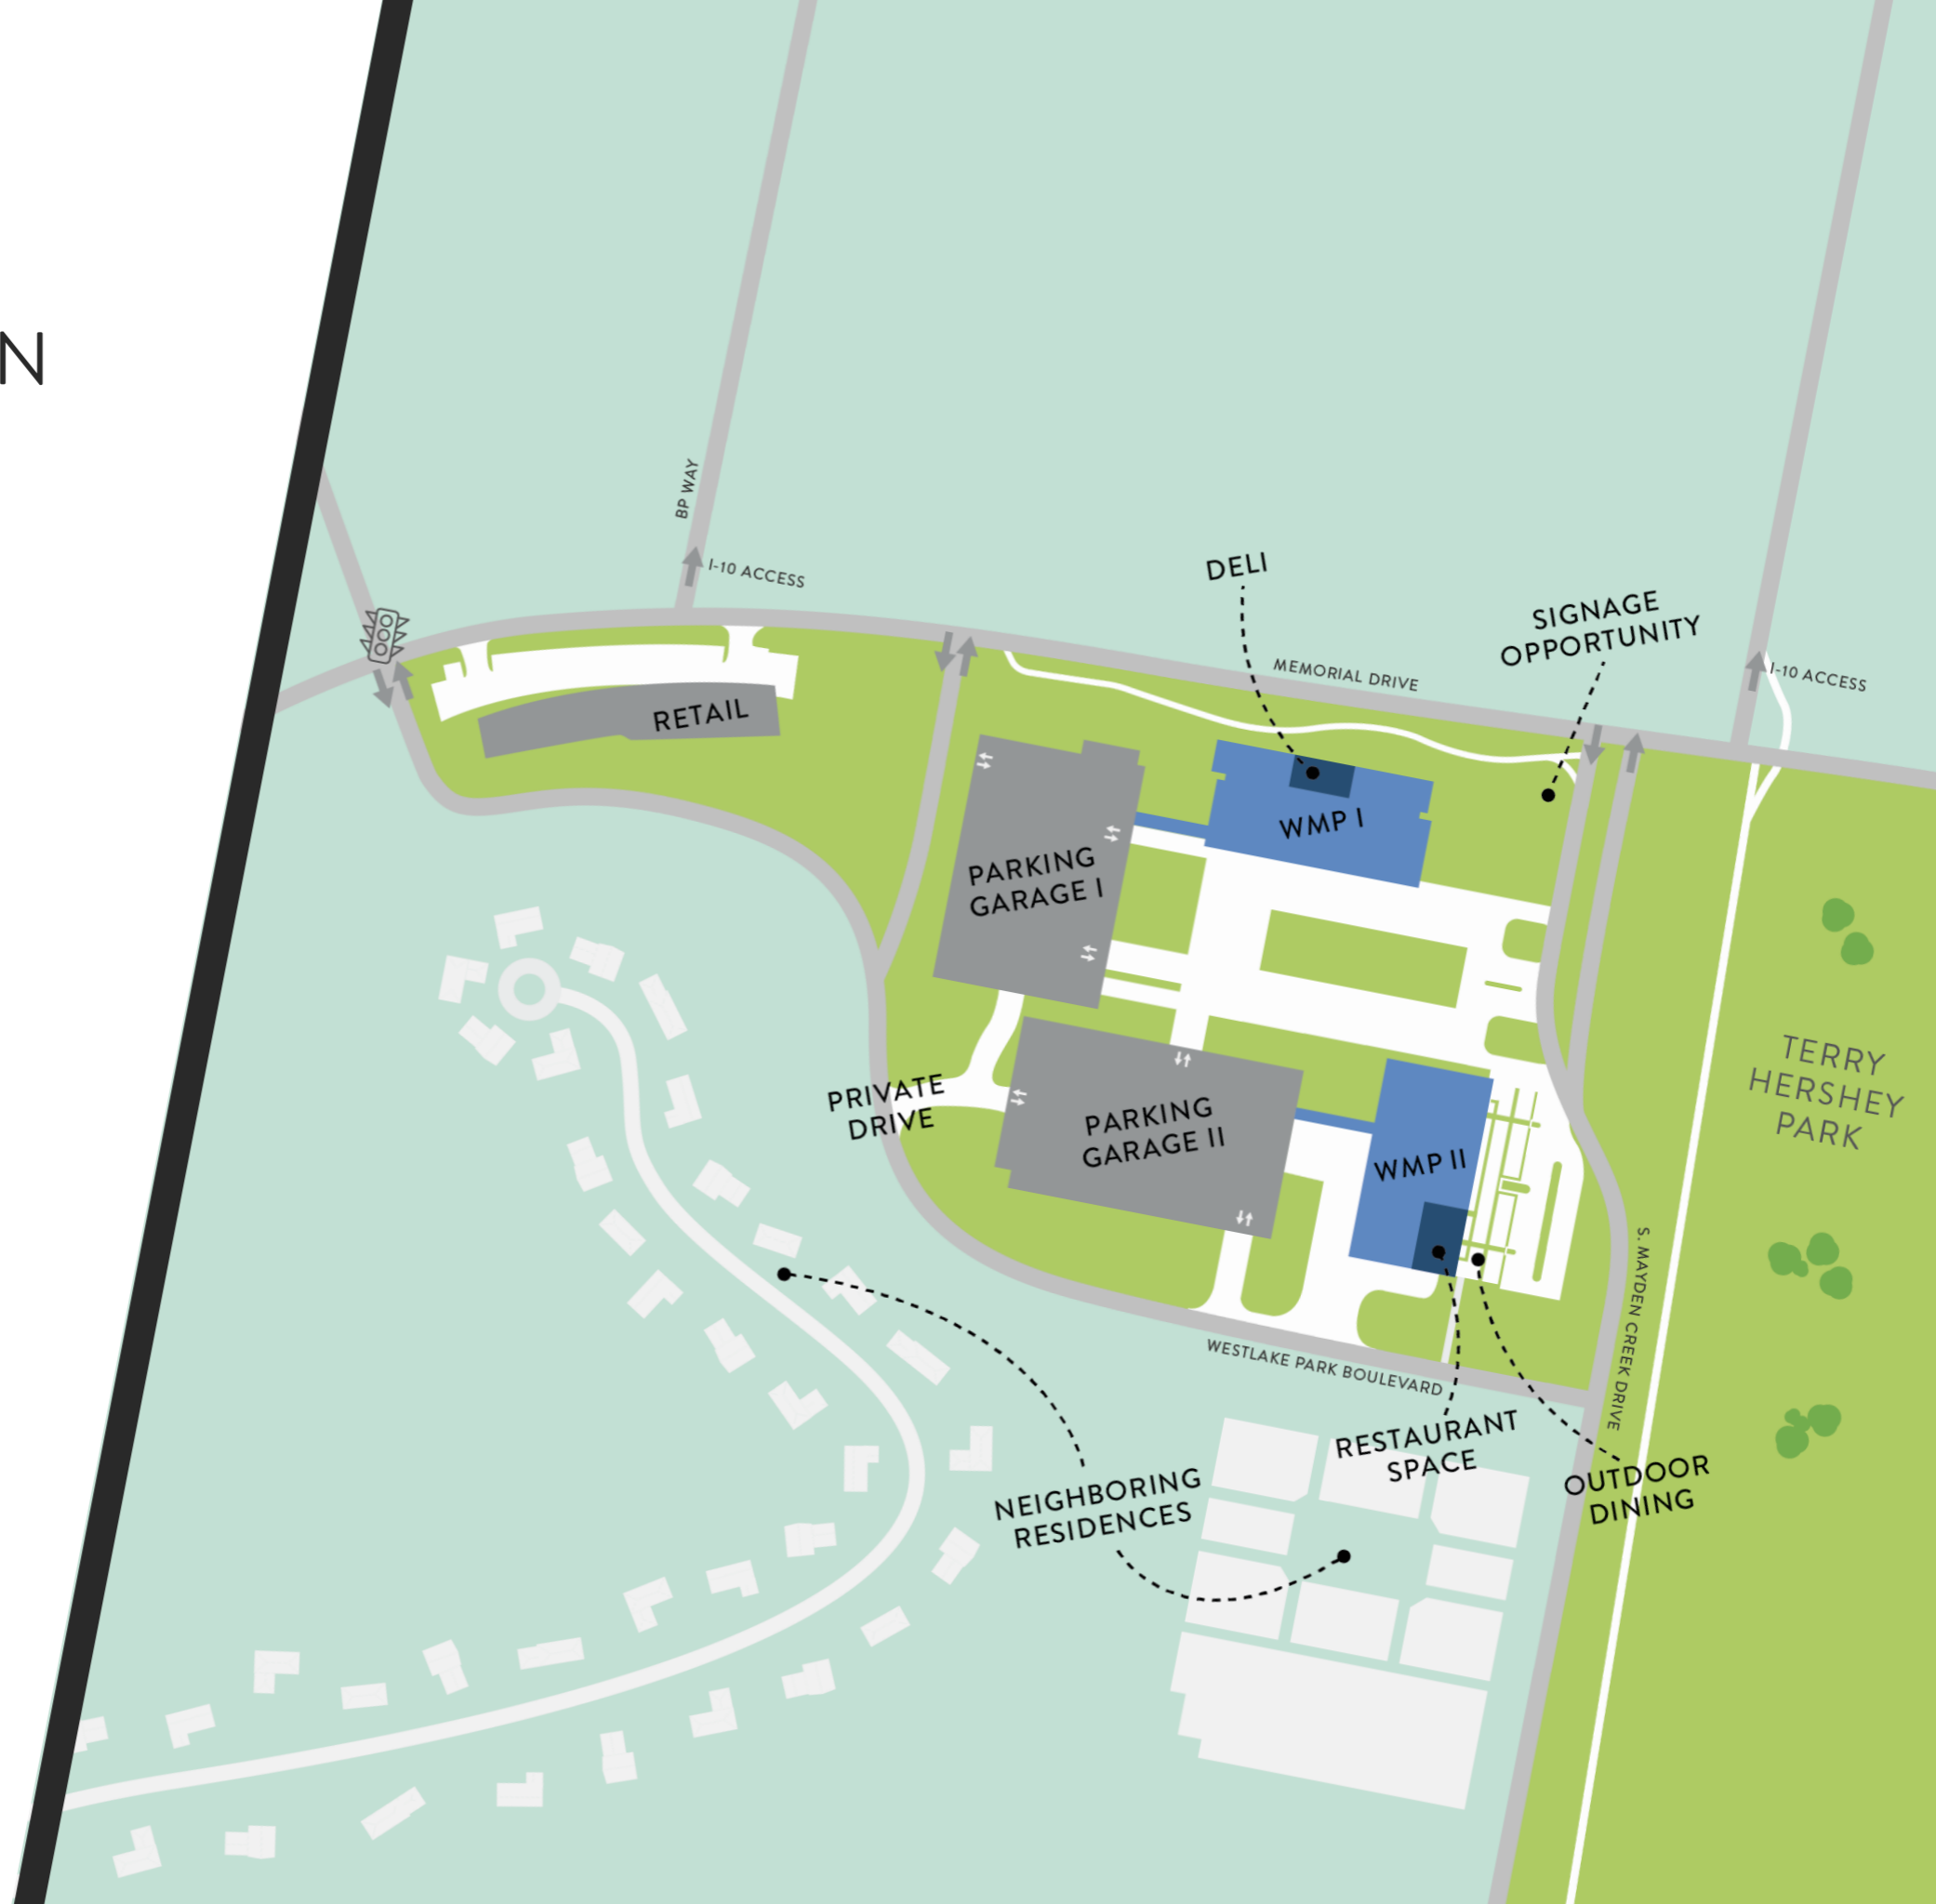 N
BP WAY
I-10 ACCESS
DELI
SIGNAGE
OPPORTUNITY
MEMORIAL DRIVE
I-10 ACCESS
RETAIL
WMP I
PARKING
GARAGE I
TERRY
HERSHEY
PARK
PRIVATE
DRIVE
PARKING
GARAGE II
WMP II
S. MAYDEN CREEK DRIVE
WESTLAKE PARK BOULEVARD
RESTAURANT
SPACE
OUTDOOR
DINING
NEIGHBORING
RESIDENCES